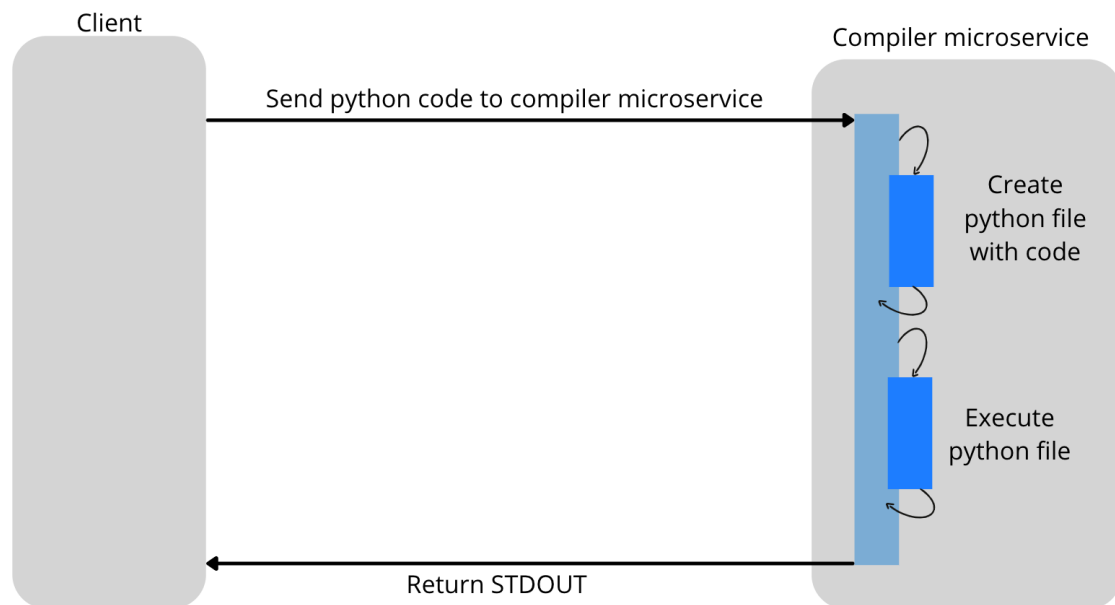 Client
Compiler microservice
Send python code to compiler microservice
Create
python file
with code
Execute
python file
Return STDOUT